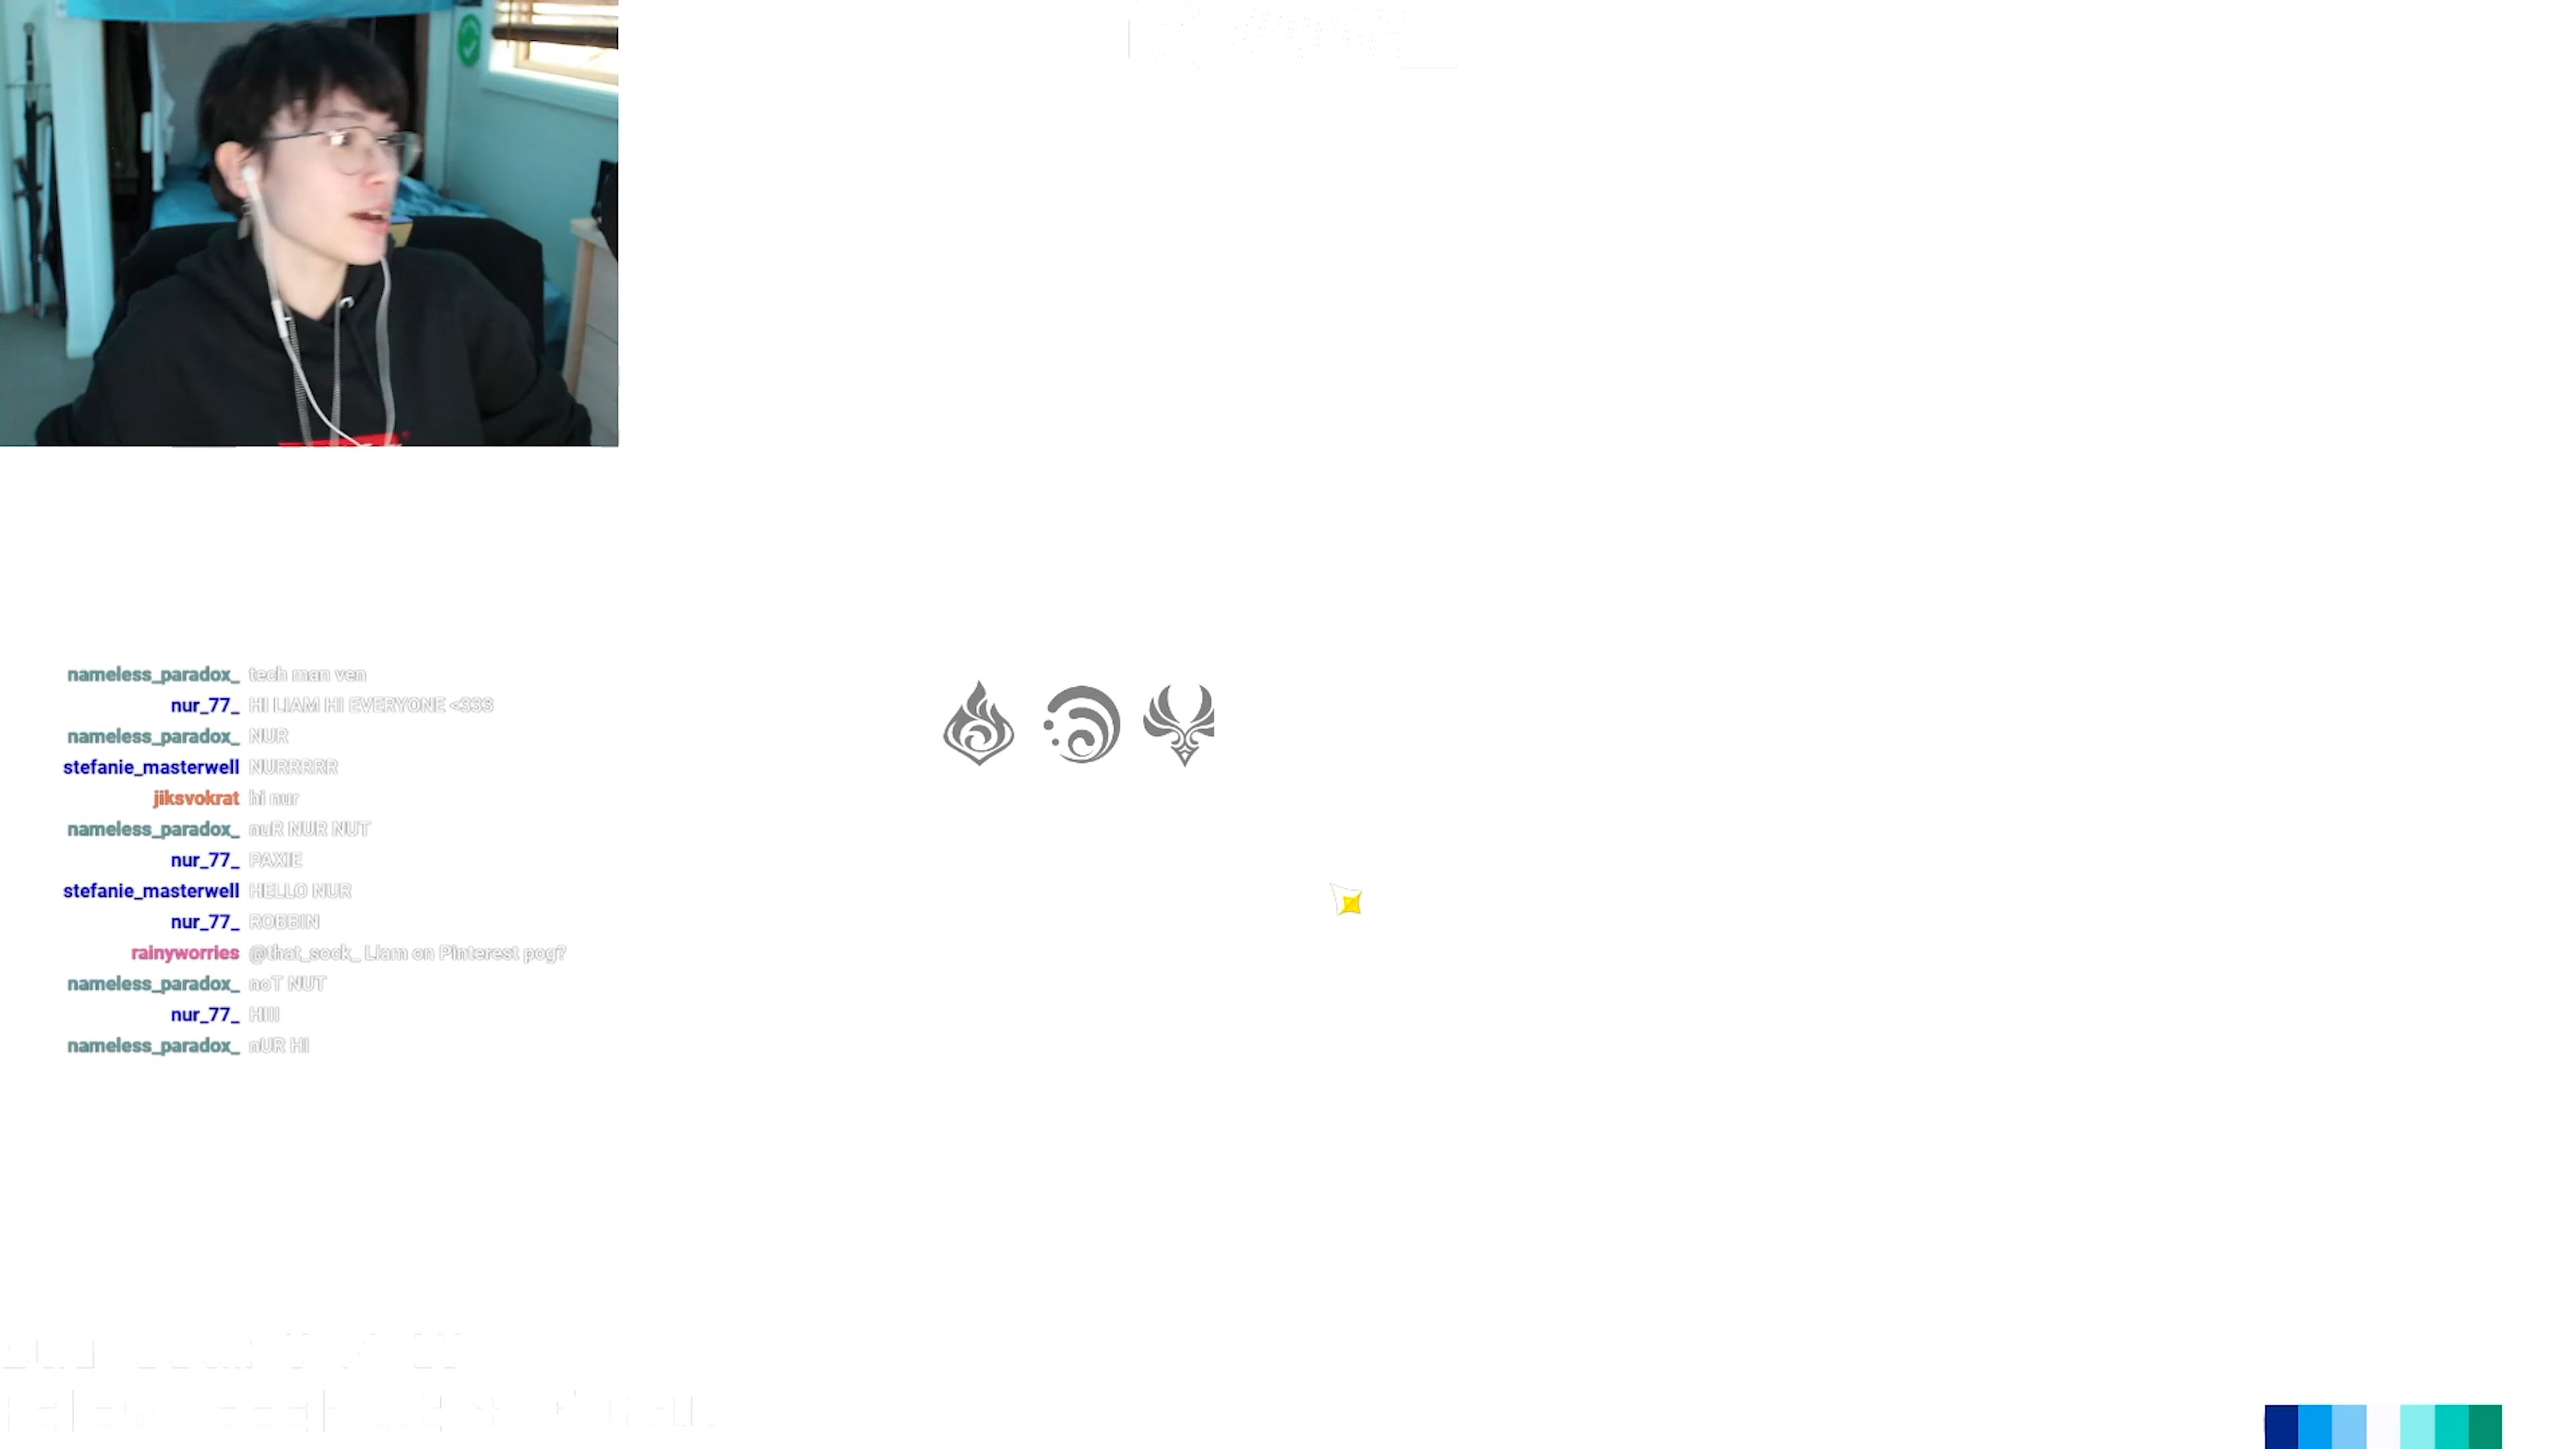 nameless_paradox_ tech man ven
nur_77_ HI LIAM HI EVERYONE <333
nameless_paradox_ NUR
stefanie_masterwell NURRRRR
jiksvokrat hi nur
nameless_paradox_ nuR NUR NUT
nur_77_ PAXIE
stefanie_masterwell HELLO NUR
nur_77_ ROBBIN
rainyworries @that_sock_ Liam on Pinterest pog?
nameless_paradox_ noT NUT
nur_77_ HIII
nameless_paradox_ nUR HI